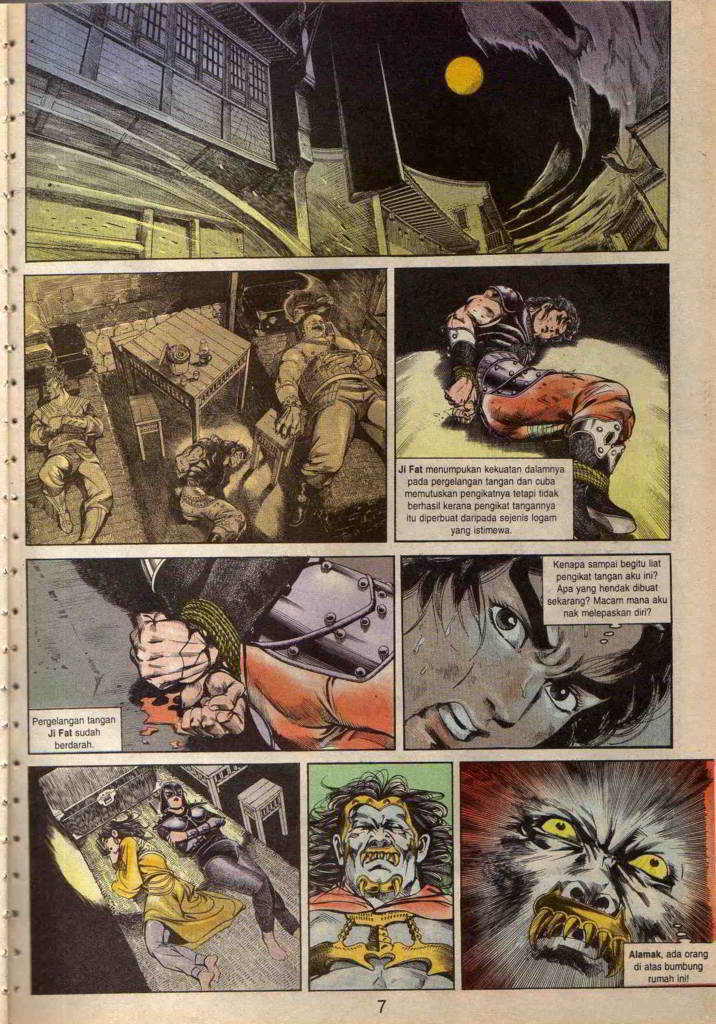 Ji Fat menumpukan kekuatan dalamnya
pada pergelangan tangan dan cuba
memutuskan pengikatnya tetapi tidak
berhasil kerana pengikat tangannya
itu diperbuat daripada sejenis logam
yang istimewa.
Pergelangan tangan
Ji Fat sudah
berdarah.
Kenapa sampai begitu liat
pengikat tangan aku ini?
Apa yang hendak dibuat
sekarang? Macam mana aku
nak melepaskan diri?
Alamak, ada orang
di atas bumbung
rumah ini!
7